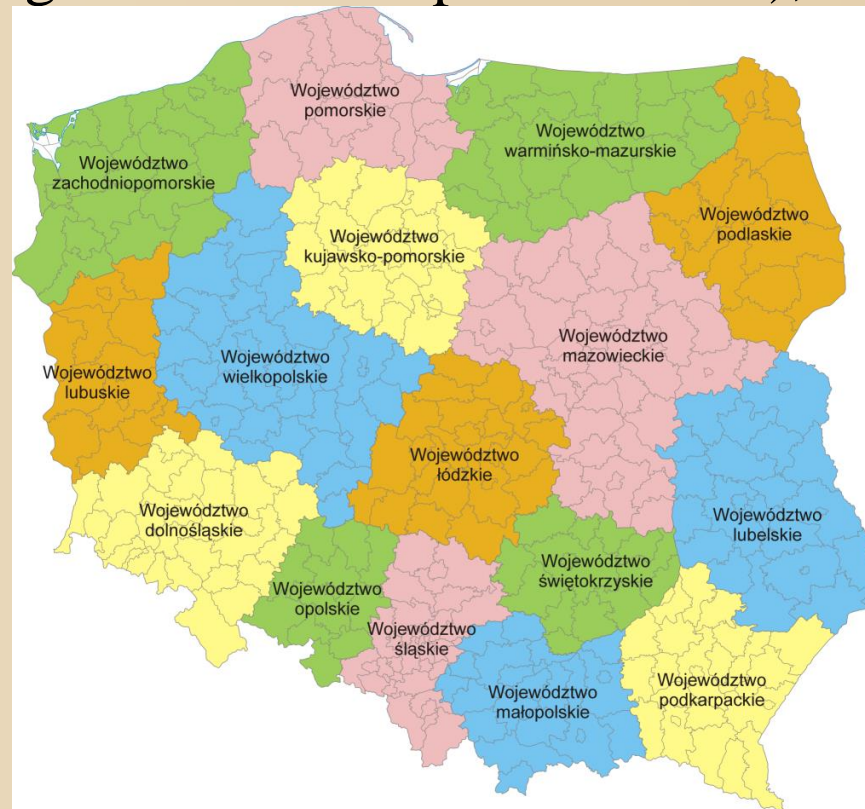 Województwo
pomorskie
Województwo
warmińsko-mazurskie
Województwo
zachodniopomorskie
Województwo
podlaskie
Województwo
kujawsko-pomorskie
Województwo
mazowieckie
Województwo
wielkopolskie
Województwo
lubuskie
Województwo
łódzkie
Województwo
dolnośląskie
Województwo
lubelskie
Województwo
świętokrzyskie
Województwo
opolskie
Województwo
śląskie
Województwo
małopolskie
Województwo
podkarpackie